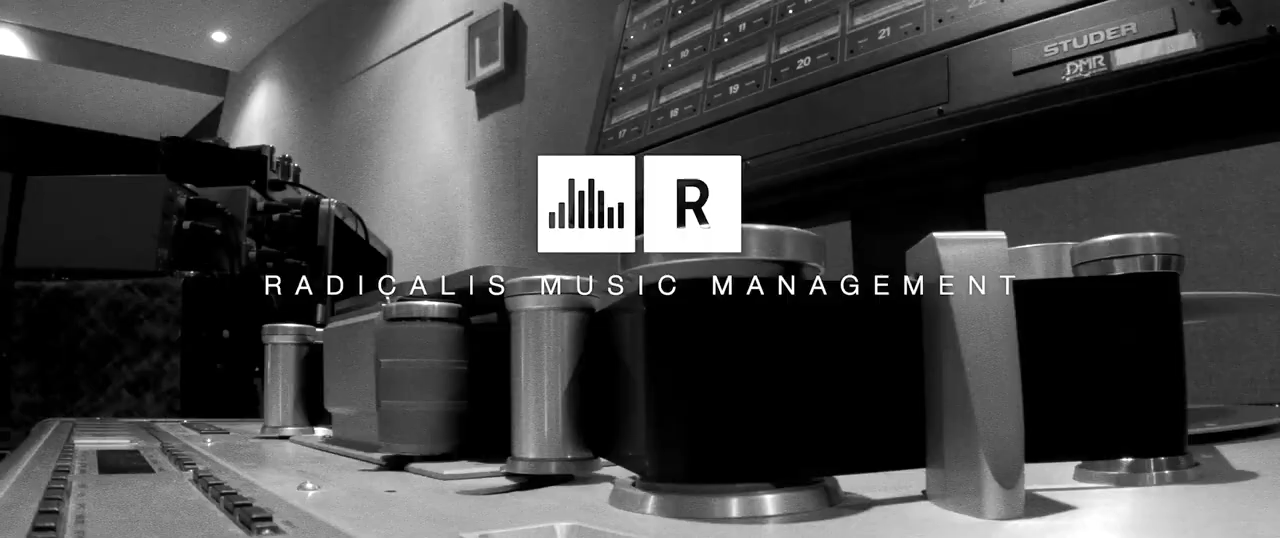 STUDER
DMR
21
20
10
11
9
19
18
17
R
RADICALIS MUSIC MANAGEMENT